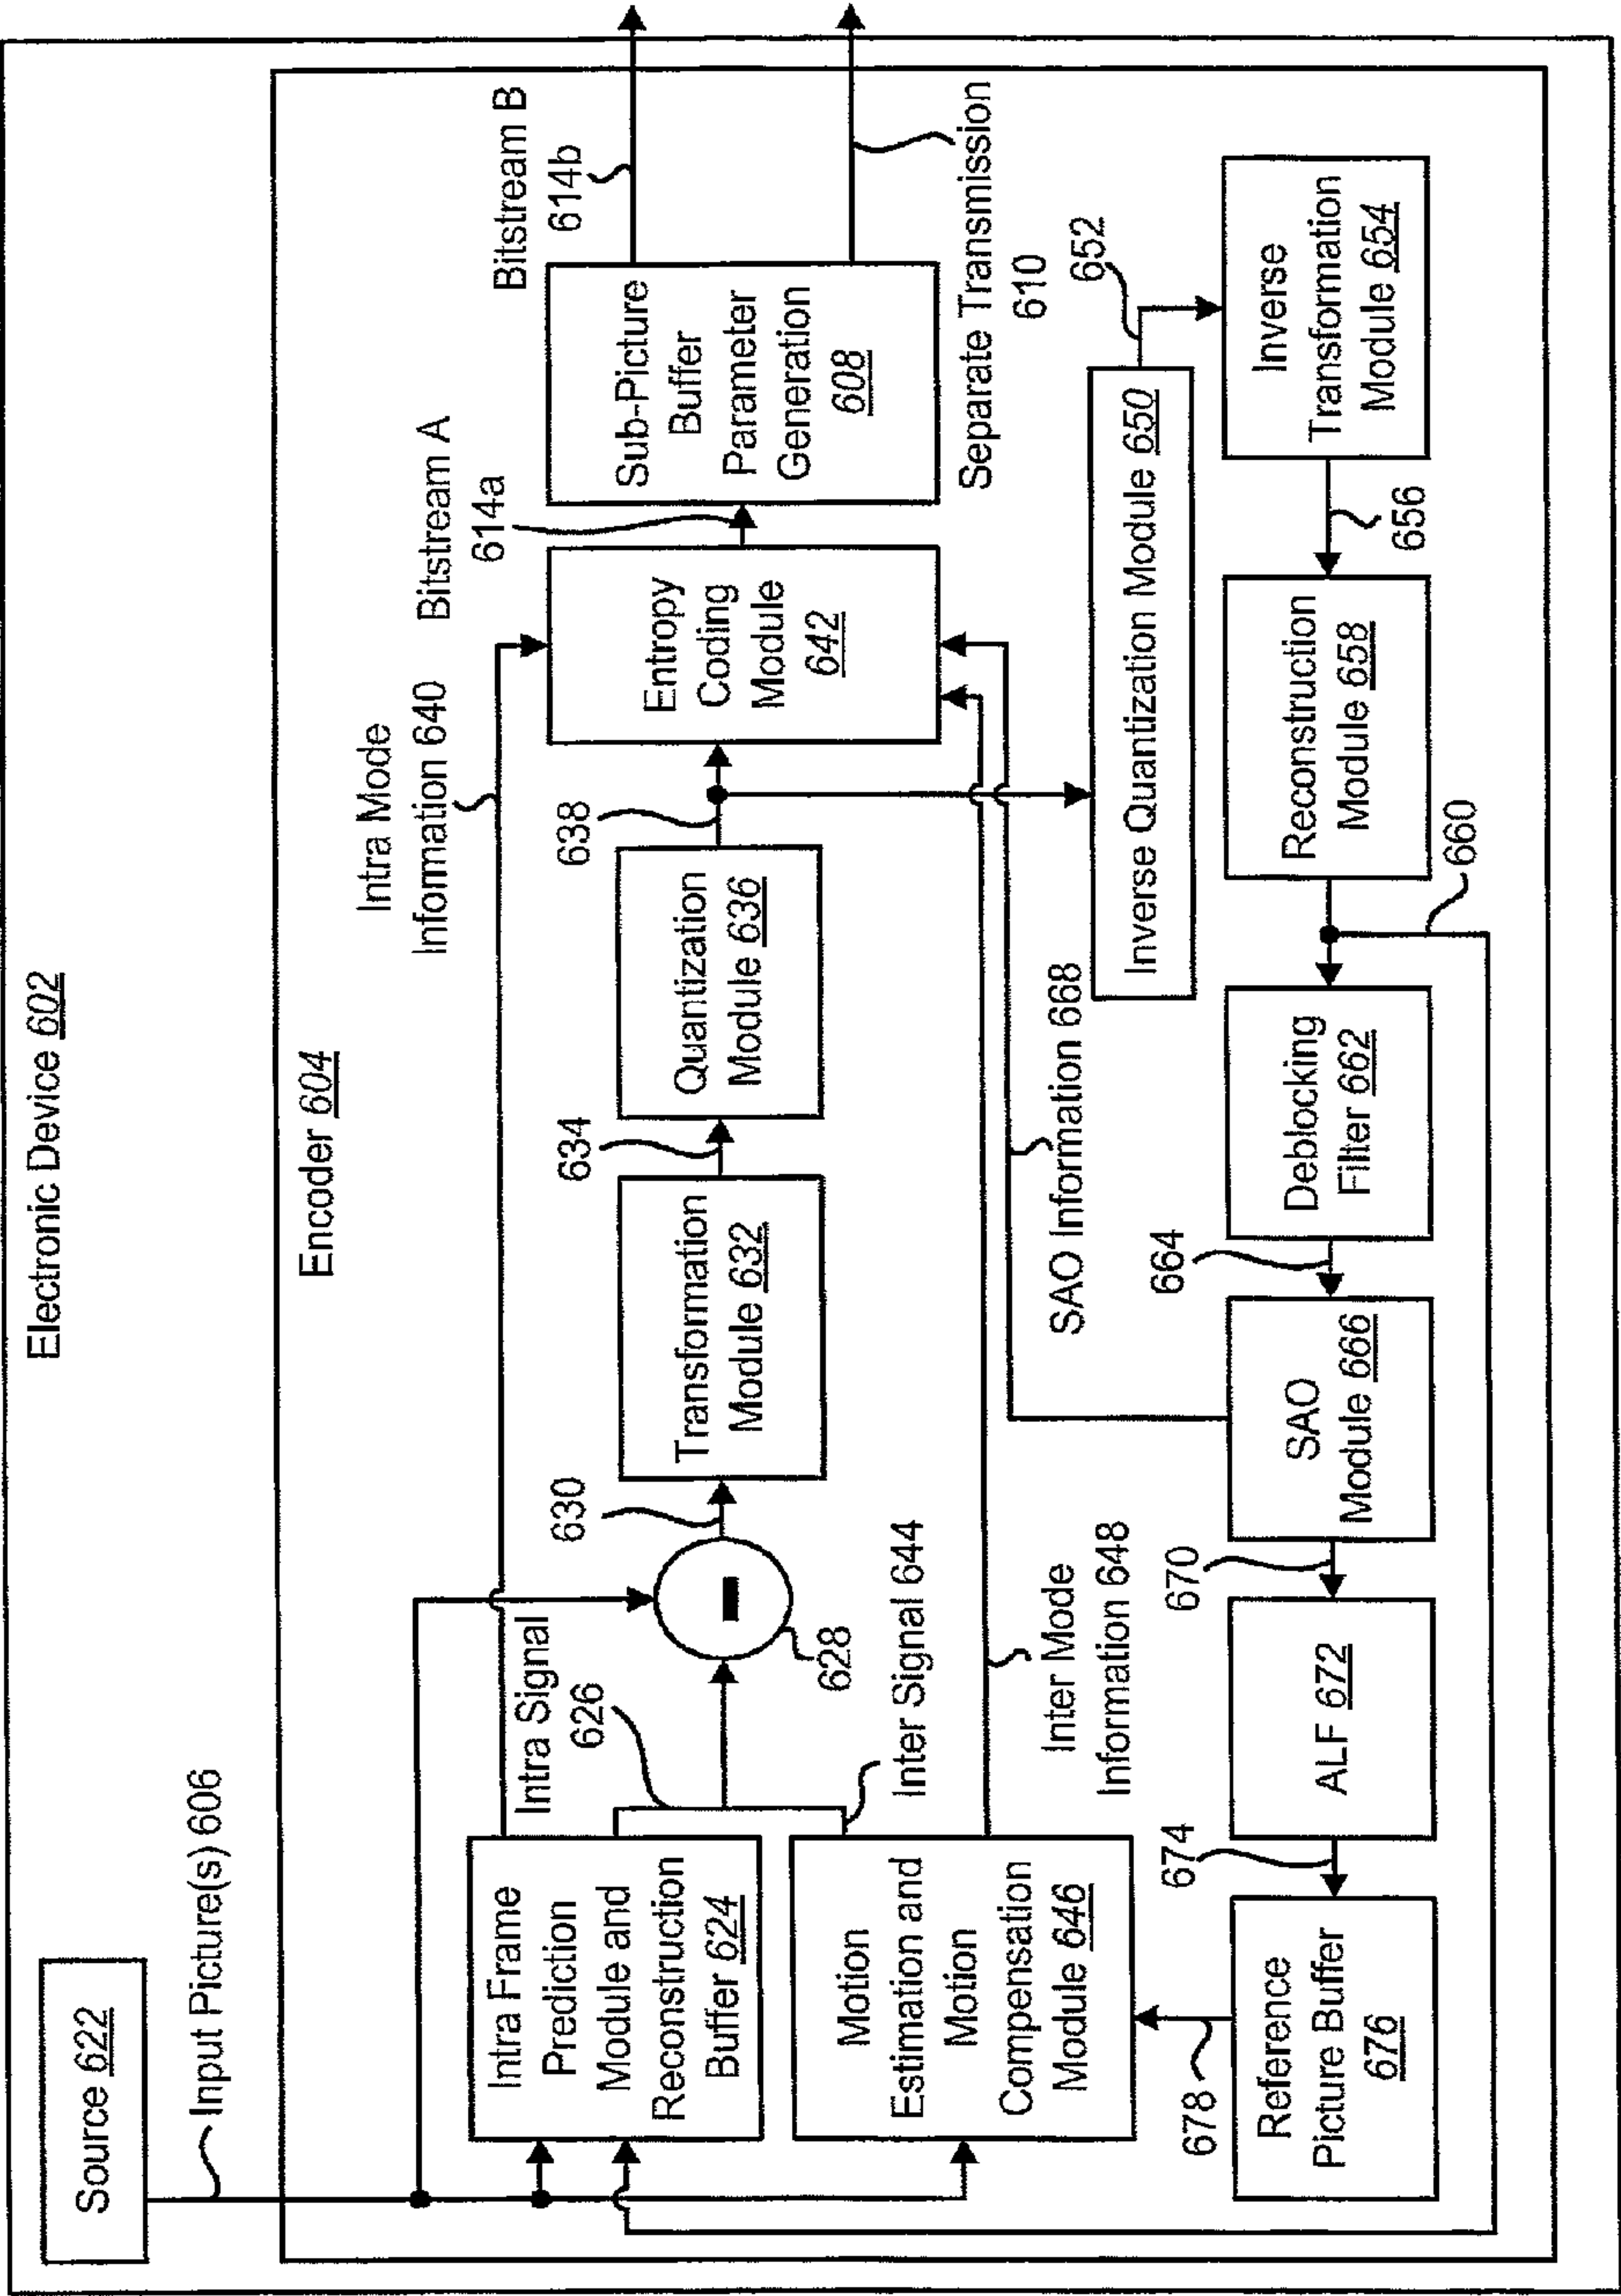 Electronic Device 602
Source 622
Input Picture(s) 606
Encoder 604
Intra Mode
Information 640
Bitstream A
614a
Bitstream B
614b
Intra Frame
Prediction
Module and
Reconstruction
Buffer 624
Intra Signal
626
628
630
Transformation
Module 632
634
Quantization
Module 636
638
Entropy
Coding
Module
642
Sub-Picture
Buffer
Parameter
Generation
608
Separate Transmission
610
Motion
Estimation and
Motion
Compensation
Module 646
Inter Signal 644
Inter Mode
Information 648
SAO Information 668
Inverse Quantization Module 650
652
678
Reference
Picture Buffer
676
674
ALF 672
670
SAO
Module 666
664
Deblocking
Filter 662
660
Reconstruction
Module 658
656
Inverse
Transformation
Module 654